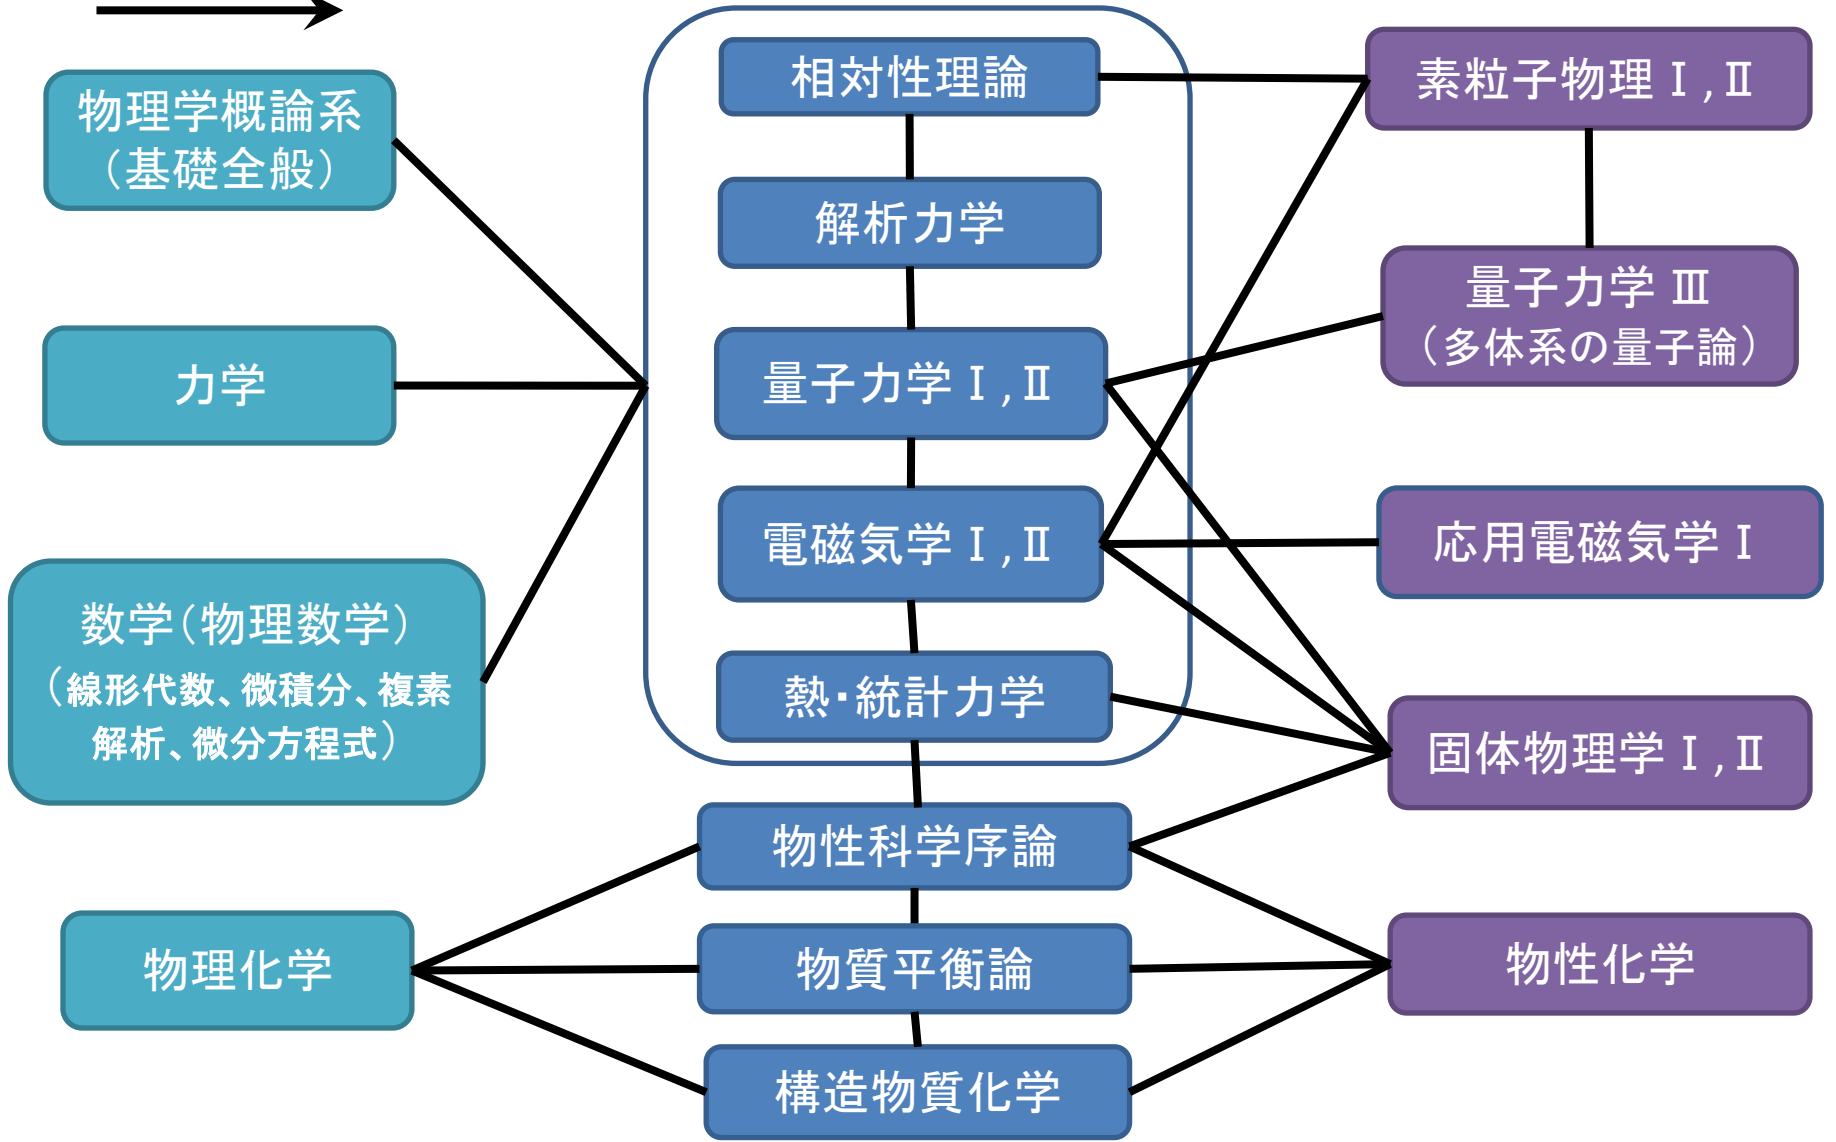 物理学概論系
（基礎全般）
力学
数学（物理数学）
（線形代数、微積分、複素
解析、微分方程式）
物理化学
相対性理論
解析力学
量子力学Ⅰ,Ⅱ
電磁気学Ⅰ,Ⅱ
熱・統計力学
物性科学序論
物質平衡論
構造物質化学
素粒子物理Ⅰ,Ⅱ
量子力学Ⅲ
（多体系の量子論）
応用電磁気学Ⅰ
固体物理学Ⅰ,Ⅱ
物性化学